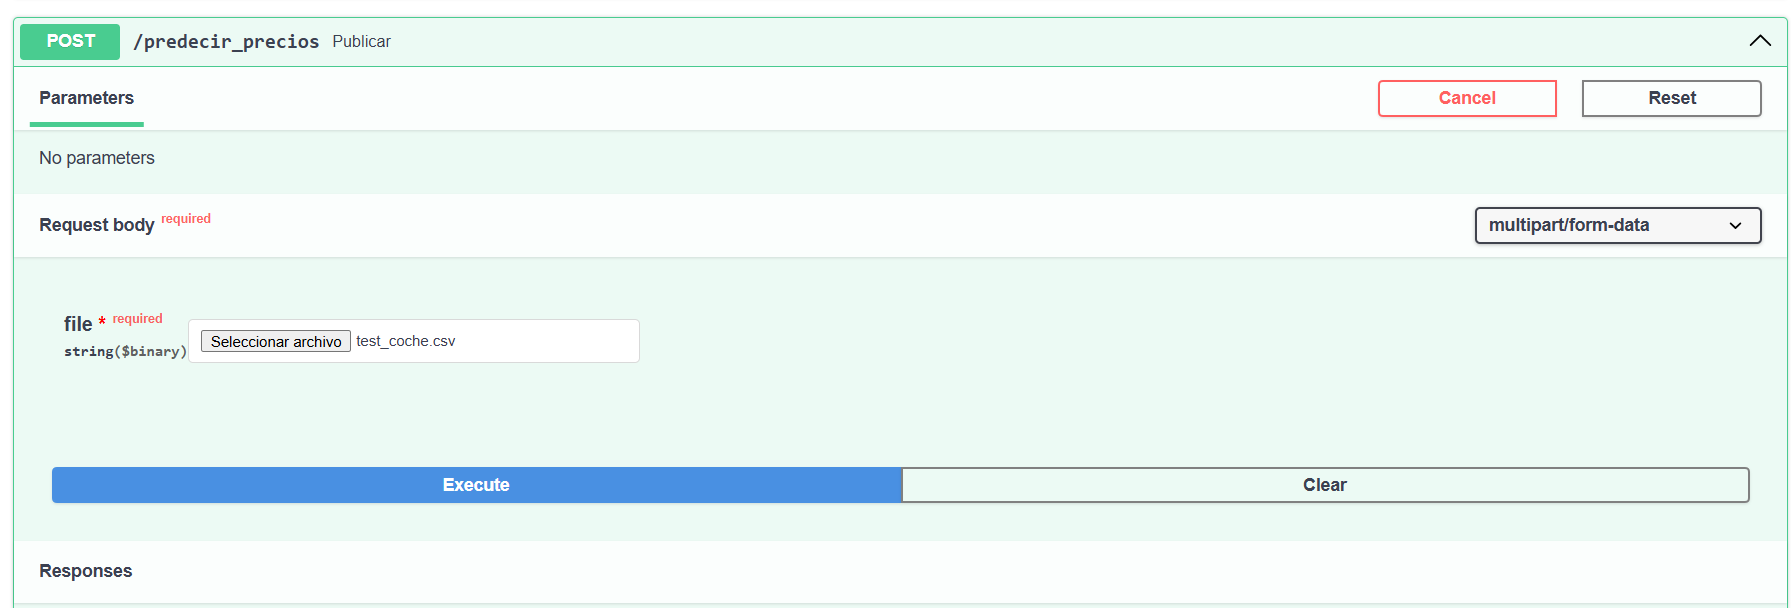 POST /predecir_precios Publicar
Parameters
Cancel
Reset
No parameters
Request body required
multipart/form-data
file * required
string($binary)
Seleccionar archivo test_coche.csv
Execute
Clear
Responses